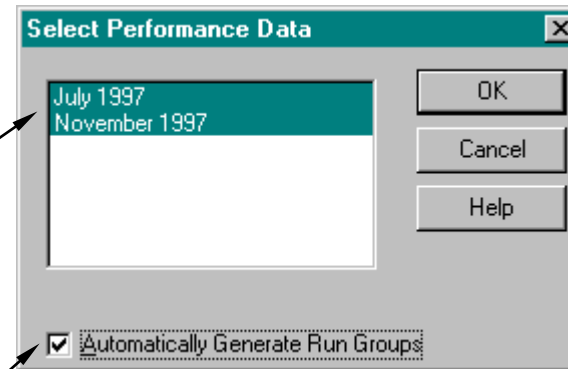 Select Performance Data
July 1997
November 1997
OK
Cancel
Help
Automatically Generate Run Groups